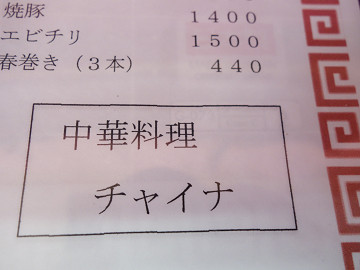 焼豚 1400
エビチリ 1500
春巻き（３本） 440
中華料理
チャイナ